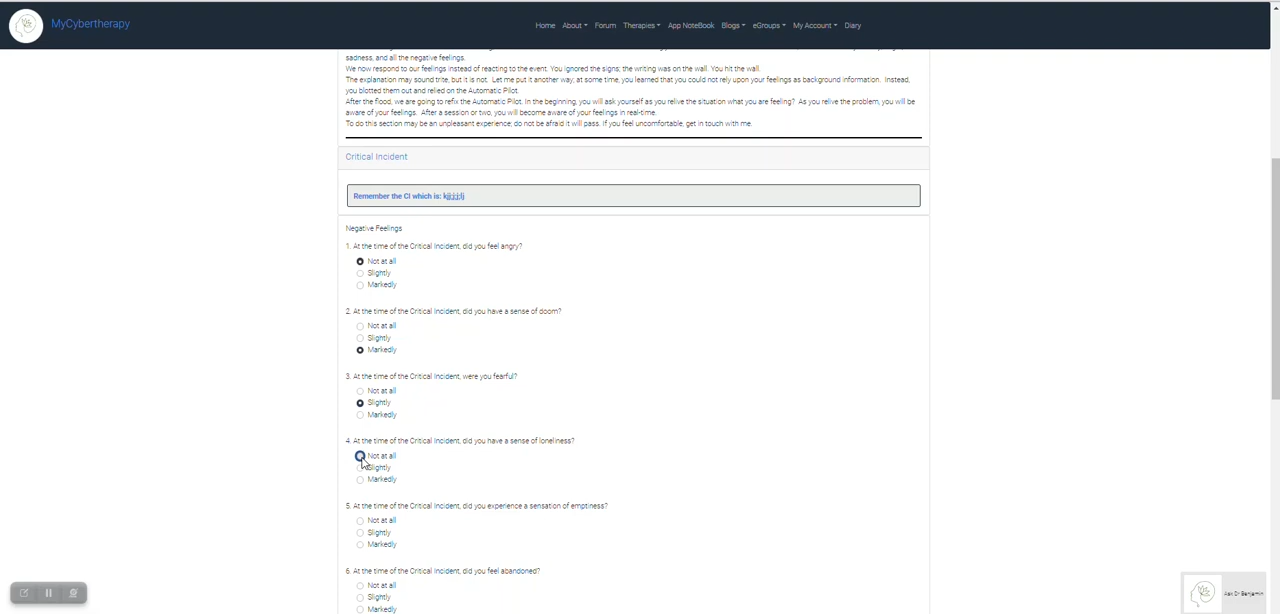 MyCybertherapy
Home About Forum Therapies App NoteBook Blogs eGroups My Account Diary
sadness, and all the negative feelings.
We now respond to our feelings instead of reacting to the event. You ignored the signs; the writing was on the wall. You hit the wall.
The explanation may sound trite, but it is not. Let me put it another way; at some time, you learned that you could not rely upon your feelings as background information. Instead,
you blotted them out and relied on the Automatic Pilot.
After the flood, we are going to refix the Automatic Pilot. In the beginning, you will ask yourself as you relive the situation what you are feeling? As you relive the problem, you will be
aware of your feelings. After a session or two, you will become aware of your feelings in real-time.
To do this section may be an unpleasant experience; do not be afraid it will pass. If you feel uncomfortable, get in touch with me.
Critical Incident
Remember the CI which is: kjj;j;j;lj
Negative Feelings
1. At the time of the Critical Incident, did you feel angry?
Not at all
Slightly
Markedly
2. At the time of the Critical Incident, did you have a sense of doom?
Not at all
Slightly
Markedly
3. At the time of the Critical Incident, were you fearful?
Not at all
Slightly
Markedly
4. At the time of the Critical Incident, did you have a sense of loneliness?
Not at all
Slightly
Markedly
5. At the time of the Critical Incident, did you experience a sensation of emptiness?
Not at all
Slightly
Markedly
6. At the time of the Critical Incident, did you feel abandoned?
Not at all
Slightly
Markedly
Ask Dr Benjamin